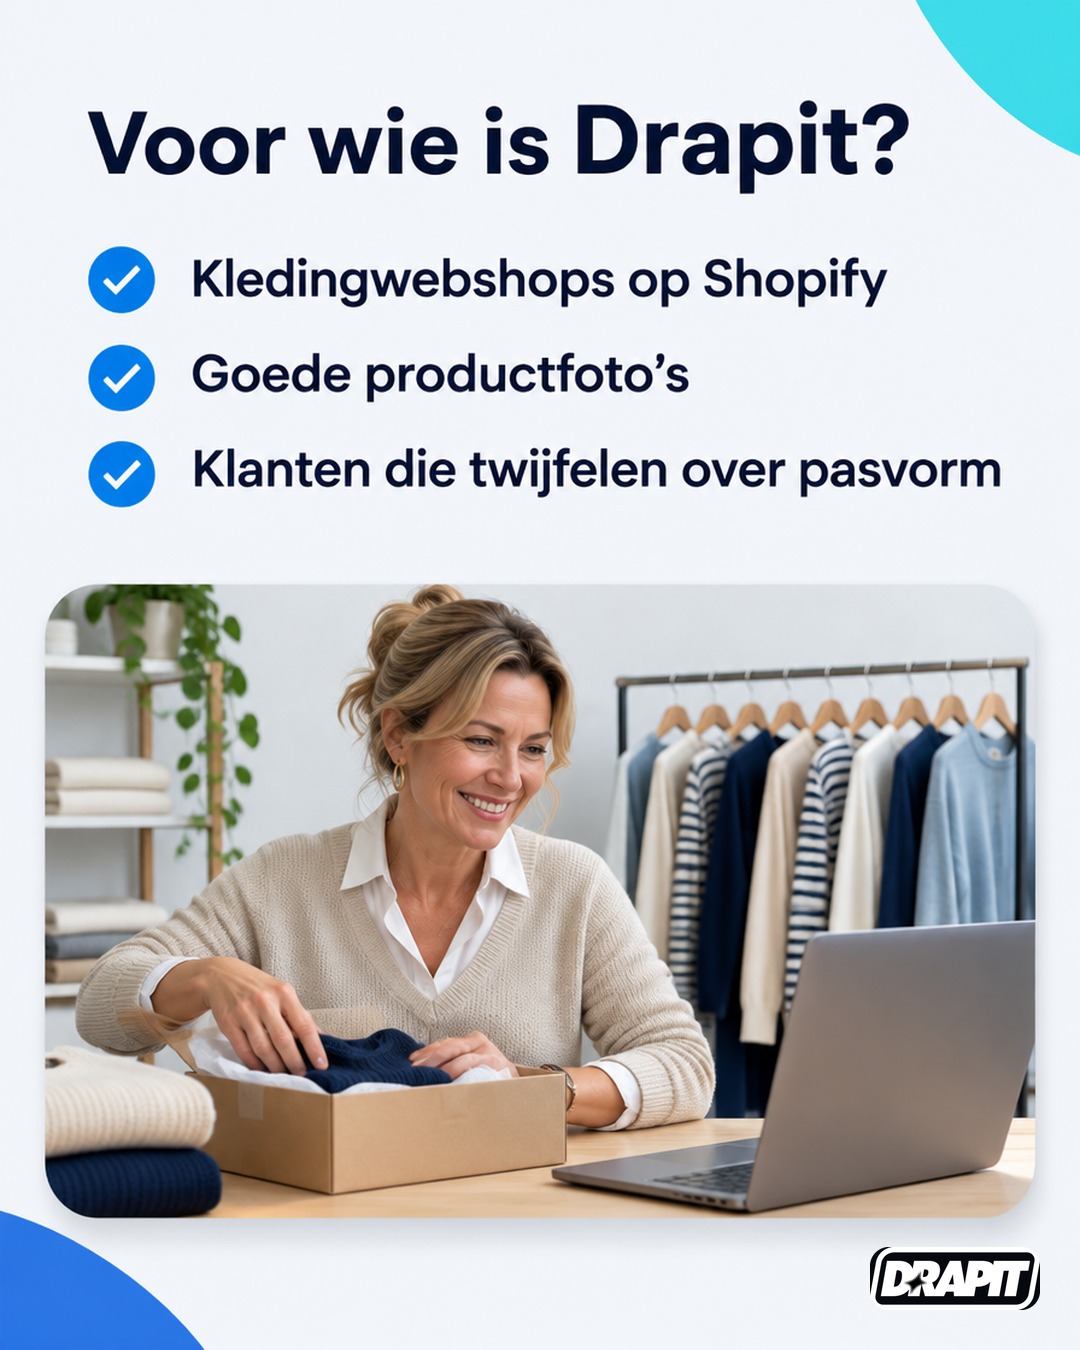 Voor wie is Drapit?
Kledingwebshops op Shopify
Goede productfoto’s
Klanten die twijfelen over pasvorm
DRAPIT